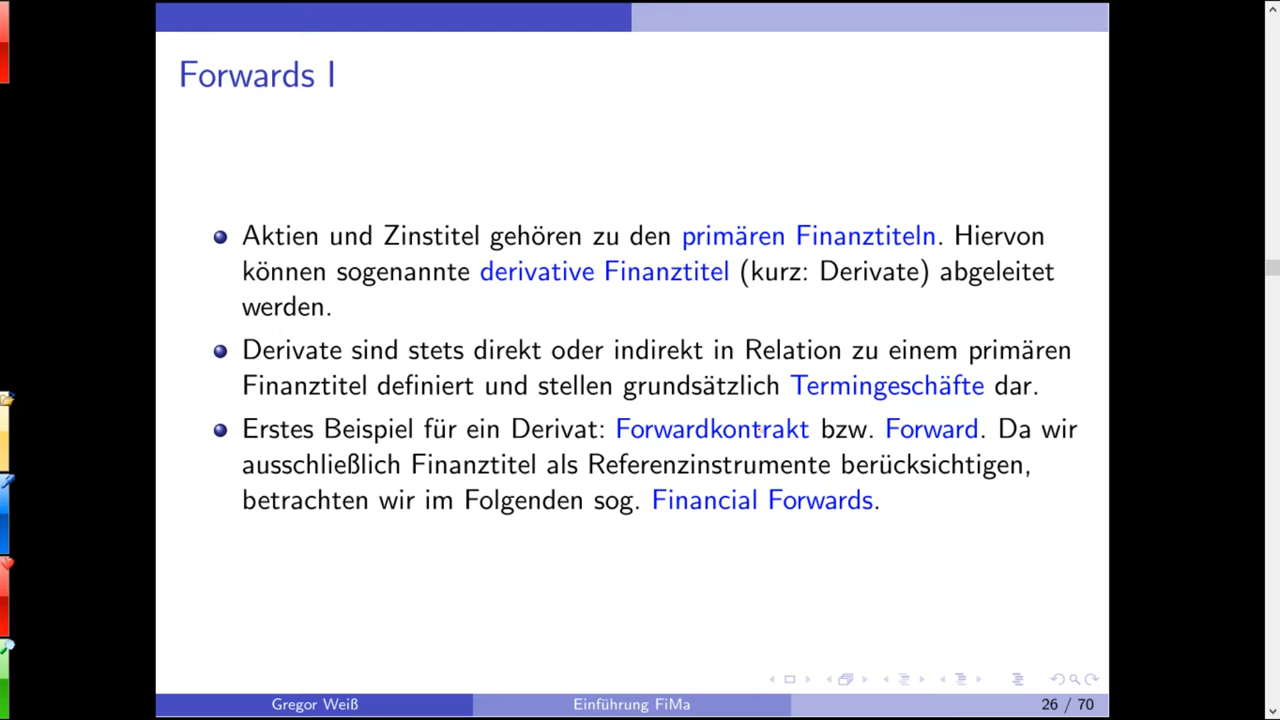 Forwards I
Aktien und Zinstitel gehören zu den primären Finanztiteln. Hiervon
können sogenannte derivative Finanztitel (kurz: Derivate) abgeleitet
werden.
Derivate sind stets direkt oder indirekt in Relation zu einem primären
Finanztitel definiert und stellen grundsätzlich Termingeschäfte dar.
Erstes Beispiel für ein Derivat: Forwardkontrakt bzw. Forward. Da wir
ausschließlich Finanztitel als Referenzinstrumente berücksichtigen,
betrachten wir im Folgenden sog. Financial Forwards.
Gregor Weiß
Einführung FiMa
26 / 70